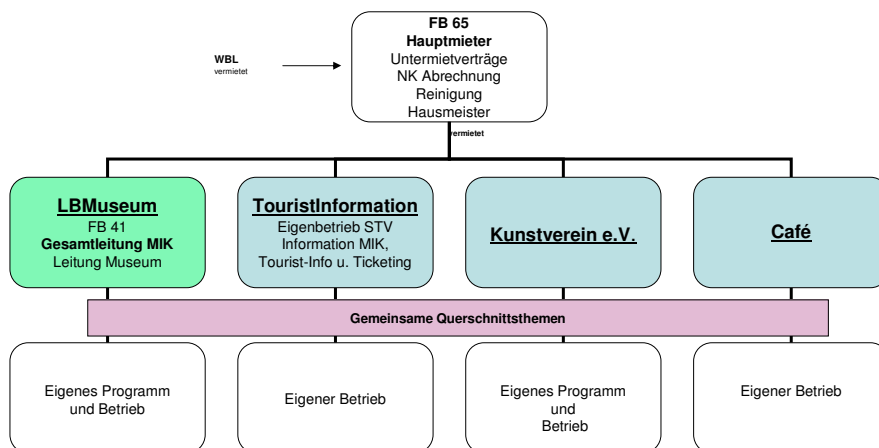 FB 65
Hauptmieter
Untermietverträge
NK Abrechnung
Reinigung
Hausmeister
WBL
vermietet
vermietet
LBMuseum
FB 41
Gesamtleitung MIK
Leitung Museum
TouristInformation
Eigenbetrieb STV
Information MIK,
Tourist-Info u. Ticketing
Kunstverein e.V.
Café
Gemeinsame Querschnittsthemen
Eigenes Programm
und Betrieb
Eigener Betrieb
Eigenes Programm
und
Betrieb
Eigener Betrieb